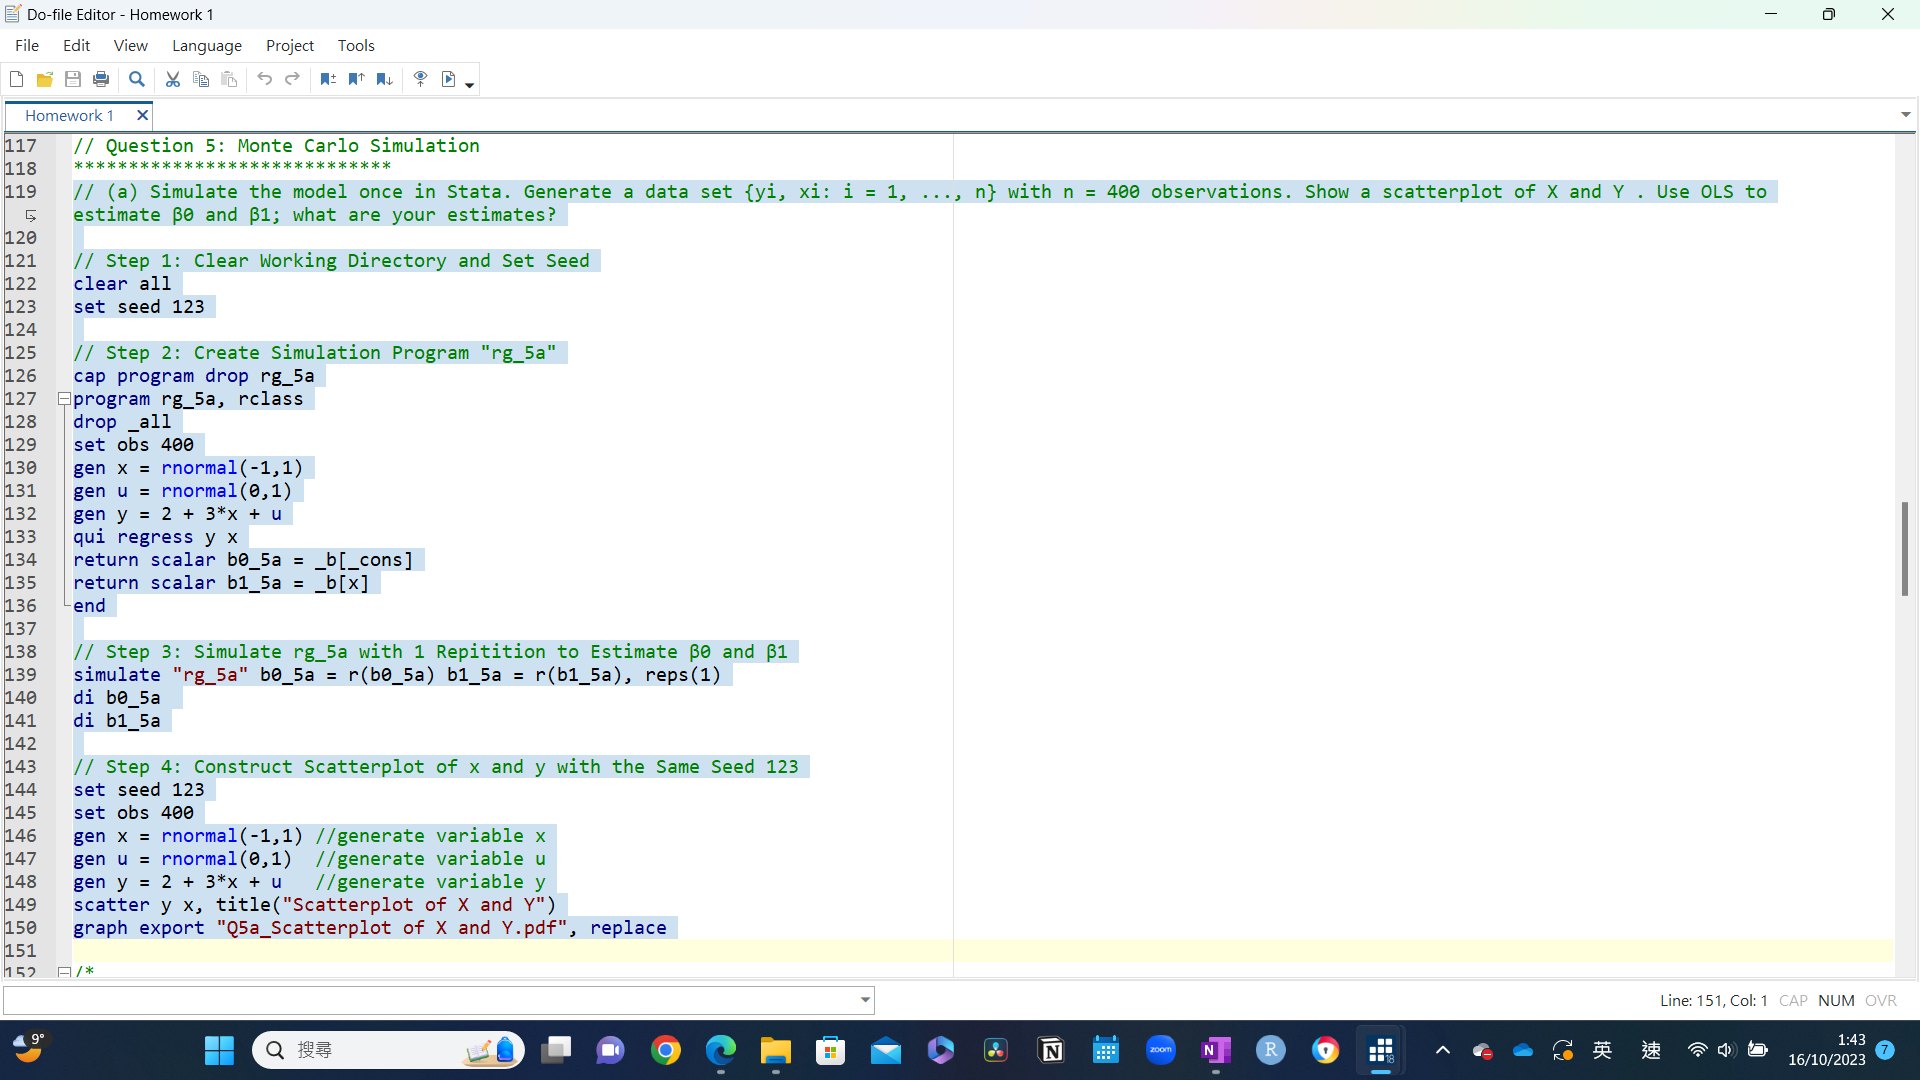 Do-file Editor - Homework 1
File Edit View Language Project Tools
Homework 1
117 // Question 5: Monte Carlo Simulation
118 *****************************
119 // (a) Simulate the model once in Stata. Generate a data set {yi, xi: i = 1, ..., n} with n = 400 observations. Show a scatterplot of X and Y . Use OLS to
estimate β0 and β1; what are your estimates?
120
121 // Step 1: Clear Working Directory and Set Seed
122 clear all
123 set seed 123
124
125 // Step 2: Create Simulation Program "rg_5a"
126 cap program drop rg_5a
127 program rg_5a, rclass
128 drop _all
129 set obs 400
130 gen x = rnormal(-1,1)
131 gen u = rnormal(0,1)
132 gen y = 2 + 3*x + u
133 qui regress y x
134 return scalar b0_5a = _b[_cons]
135 return scalar b1_5a = _b[x]
136 end
137
138 // Step 3: Simulate rg_5a with 1 Repitition to Estimate β0 and β1
139 simulate "rg_5a" b0_5a = r(b0_5a) b1_5a = r(b1_5a), reps(1)
140 di b0_5a
141 di b1_5a
142
143 // Step 4: Construct Scatterplot of x and y with the Same Seed 123
144 set seed 123
145 set obs 400
146 gen x = rnormal(-1,1) //generate variable x
147 gen u = rnormal(0,1) //generate variable u
148 gen y = 2 + 3*x + u //generate variable y
149 scatter y x, title("Scatterplot of X and Y")
150 graph export "Q5a_Scatterplot of X and Y.pdf", replace
151
152 /*
Line: 151, Col: 1 CAP NUM OVR
9°
搜尋
zoom
N
R
18
英
速
1:43
16/10/2023
7